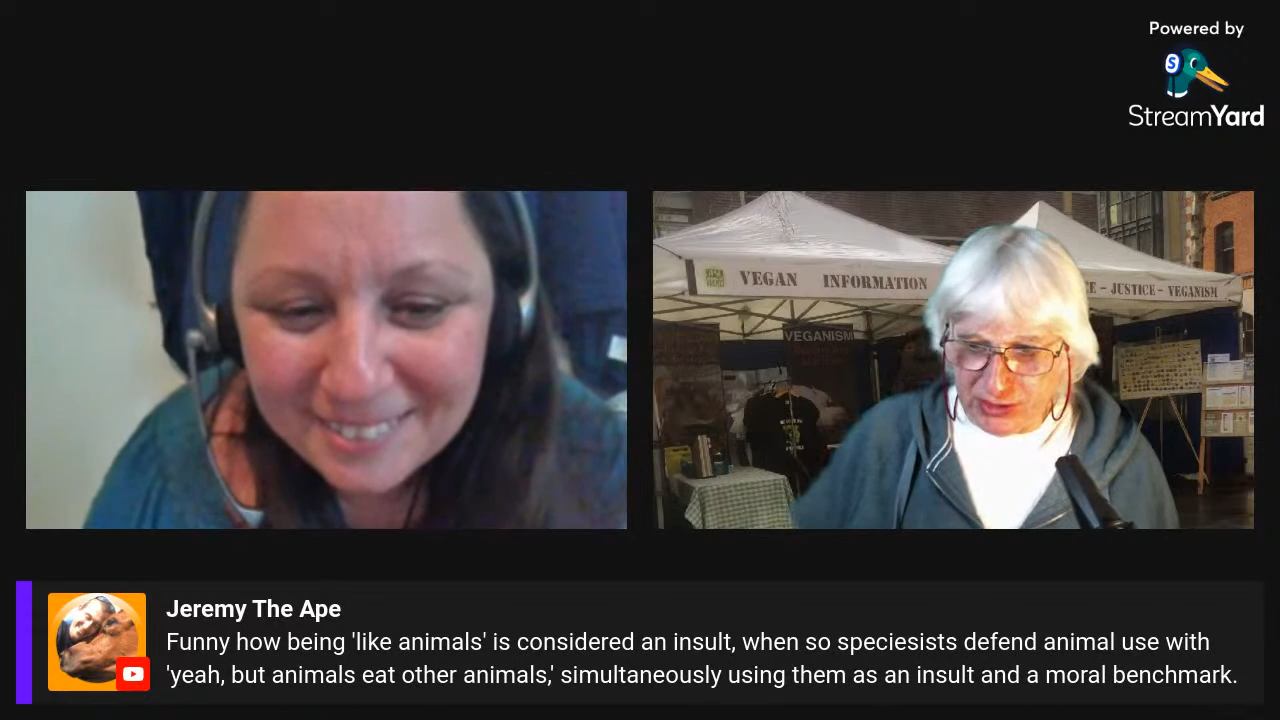 Powered by
StreamYard
VEGAN INFORMATION
- JUSTICE - VEGANISM
VEGANISM
Jeremy The Ape
Funny how being 'like animals' is considered an insult, when so speciesists defend animal use with
'yeah, but animals eat other animals,' simultaneously using them as an insult and a moral benchmark.